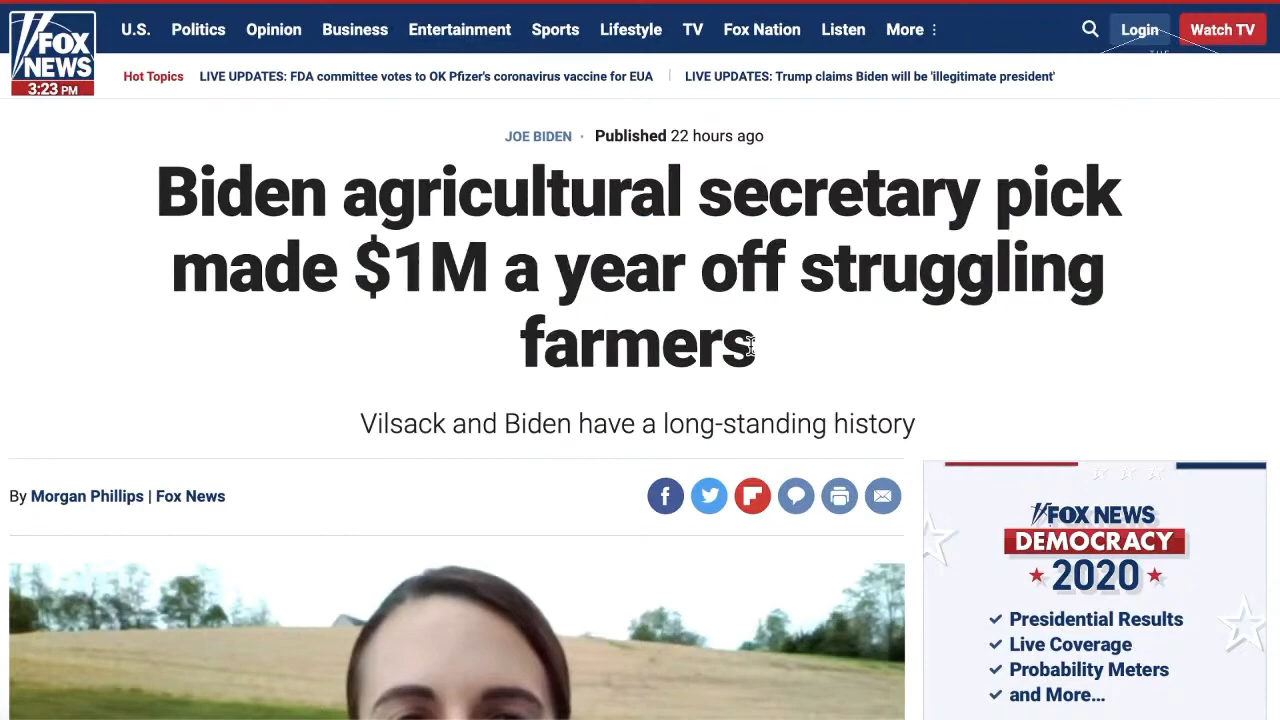 U.S. Politics Opinion Business Entertainment Sports Lifestyle TV Fox Nation Listen More Login Watch TV
FOX
NEWS
3:23 PM
THE
Hot Topics LIVE UPDATES: FDA committee votes to OK Pfizer's coronavirus vaccine for EUA LIVE UPDATES: Trump claims Biden will be 'illegitimate president'
JOE BIDEN · Published 22 hours ago
Biden agricultural secretary pick
made $1M a year off struggling
farmers
Vilsack and Biden have a long-standing history
By Morgan Phillips | Fox News
FOX NEWS
DEMOCRACY
2020
Presidential Results
Live Coverage
Probability Meters
and More...